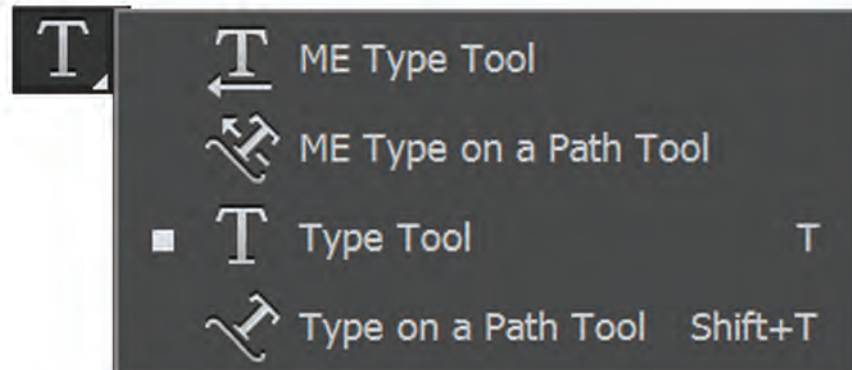 ME Type Tool
ME Type on a Path Tool
Type Tool T
Type on a Path Tool Shift+T